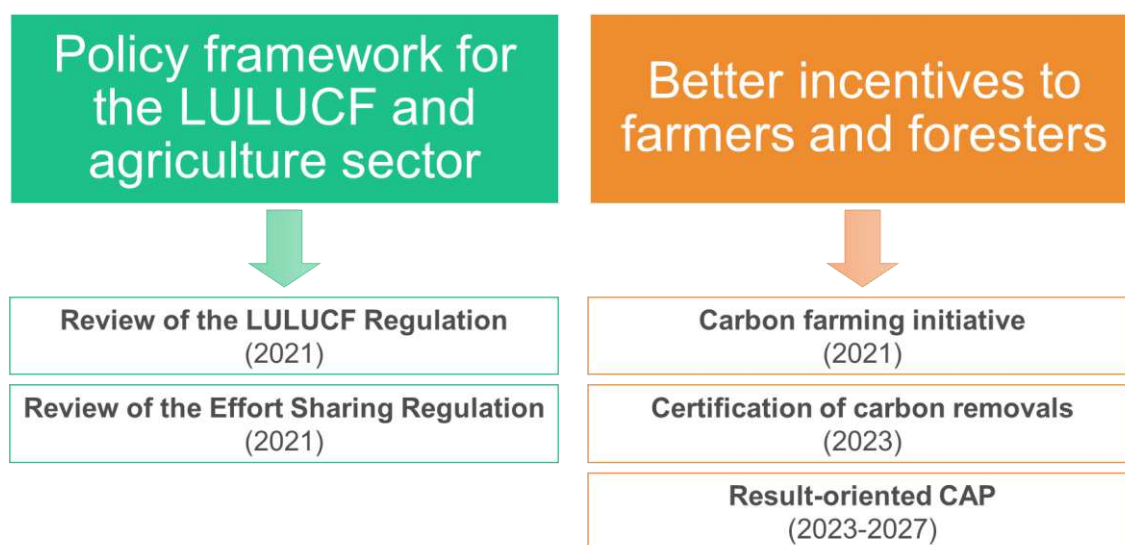 Policy framework for
the LULUCF and
agriculture sector
Better incentives to
farmers and foresters
Review of the LULUCF Regulation
(2021)
Review of the Effort Sharing Regulation
(2021)
Carbon farming initiative
(2021)
Certification of carbon removals
(2023)
Result-oriented CAP
(2023-2027)